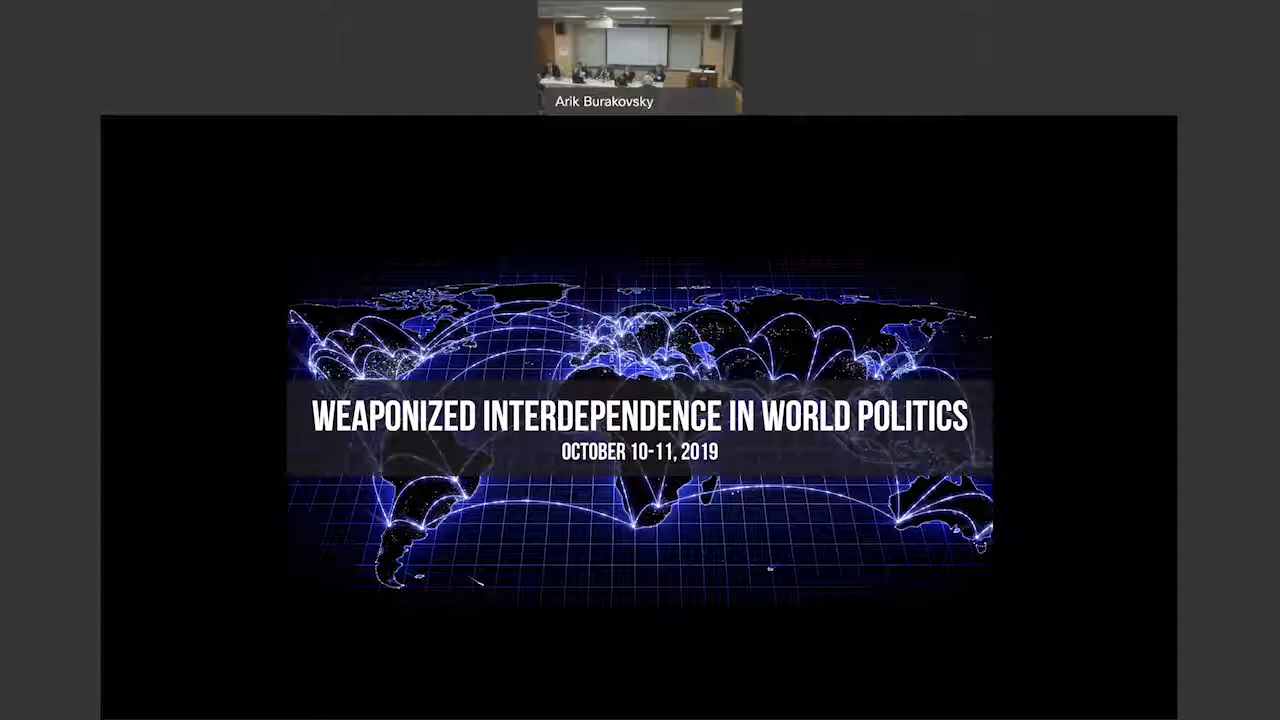 Arik Burakovsky
WEAPONIZED INTERDEPENDENCE IN WORLD POLITICS
OCTOBER 10-11, 2019